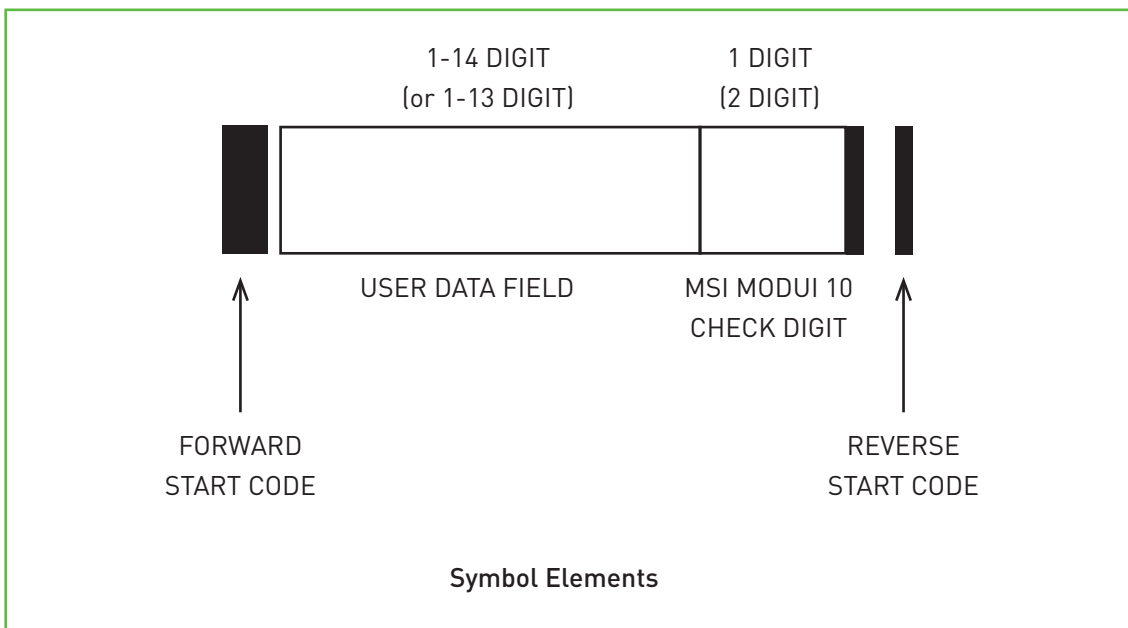 1-14 DIGIT
(or 1-13 DIGIT)
1 DIGIT
(2 DIGIT)
USER DATA FIELD
MSI MODUI 10
CHECK DIGIT
FORWARD
START CODE
REVERSE
START CODE
Symbol Elements